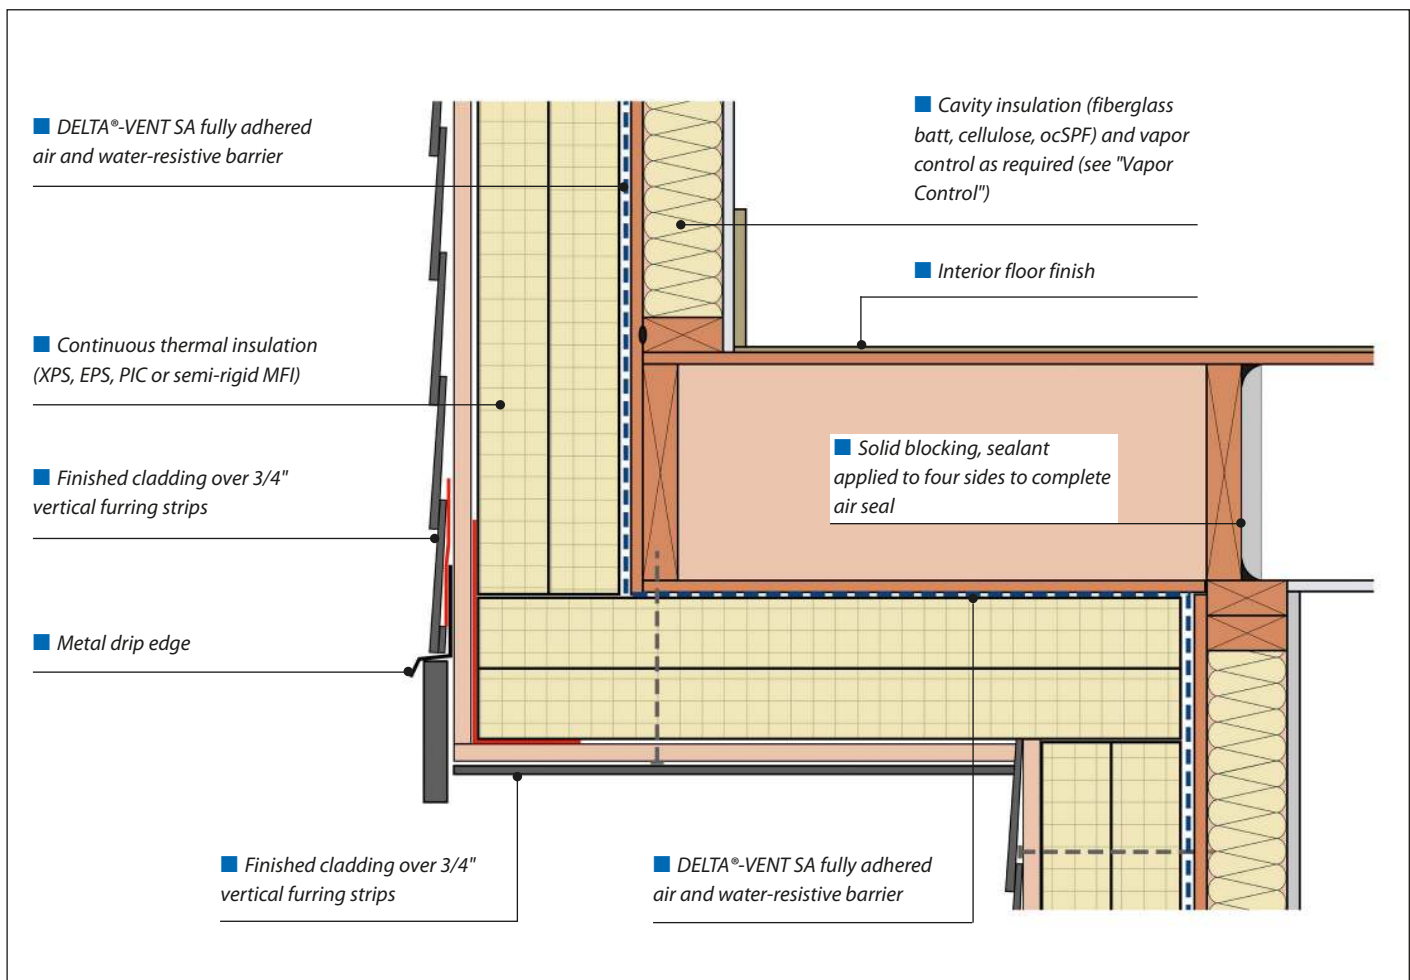 DELTA®-VENT SA fully adhered
air and water-resistive barrier
Continuous thermal insulation
(XPS, EPS, PIC or semi-rigid MFI)
Finished cladding over 3/4"
vertical furring strips
Metal drip edge
Cavity insulation (fiberglass
batt, cellulose, ocSPF) and vapor
control as required (see "Vapor
Control")
Interior floor finish
Solid blocking, sealant
applied to four sides to complete
air seal
Finished cladding over 3/4"
vertical furring strips
DELTA®-VENT SA fully adhered
air and water-resistive barrier